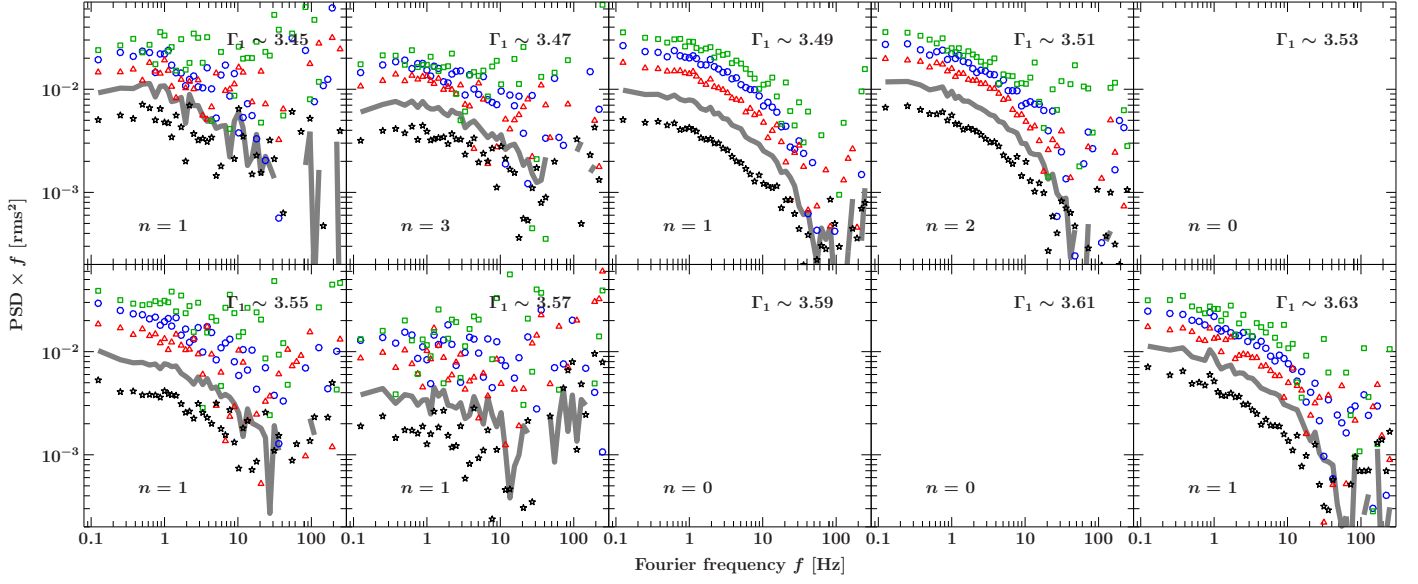 Γ₁ ∼ 3.45 Γ₁ ∼ 3.47 Γ₁ ∼ 3.49 Γ₁ ∼ 3.51 Γ₁ ∼ 3.53
10⁻²
10⁻³
n = 1 n = 3 n = 1 n = 2 n = 0
PSD × f [rms²]
Γ₁ ∼ 3.55 Γ₁ ∼ 3.57 Γ₁ ∼ 3.59 Γ₁ ∼ 3.61 Γ₁ ∼ 3.63
10⁻²
10⁻³
n = 1 n = 1 n = 0 n = 0 n = 1
0.1 1 10 100 0.1 1 10 100 0.1 1 10 100 0.1 1 10 100 0.1 1 10 100
Fourier frequency f [Hz]